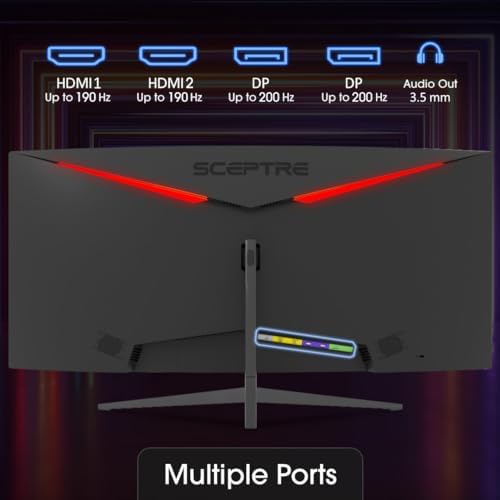 HDMI 1
Up to 190 Hz
HDMI 2
Up to 190 Hz
DP
Up to 200 Hz
DP
Up to 200 Hz
Audio Out
3.5 mm
SCEPTRE
Multiple Ports